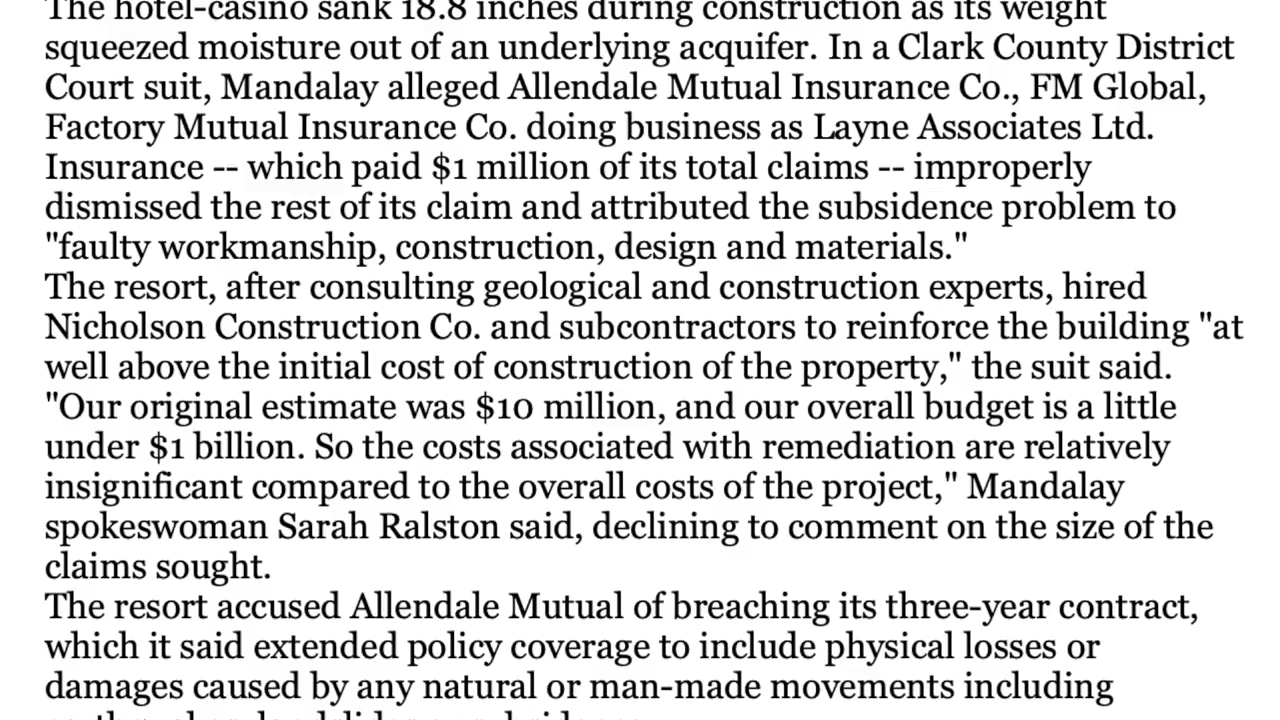 The hotel-casino sank 18.8 inches during construction as its weight
squeezed moisture out of an underlying acquifer. In a Clark County District
Court suit, Mandalay alleged Allendale Mutual Insurance Co., FM Global,
Factory Mutual Insurance Co. doing business as Layne Associates Ltd.
Insurance -- which paid $1 million of its total claims -- improperly
dismissed the rest of its claim and attributed the subsidence problem to
"faulty workmanship, construction, design and materials."
The resort, after consulting geological and construction experts, hired
Nicholson Construction Co. and subcontractors to reinforce the building "at
well above the initial cost of construction of the property," the suit said.
"Our original estimate was $10 million, and our overall budget is a little
under $1 billion. So the costs associated with remediation are relatively
insignificant compared to the overall costs of the project," Mandalay
spokeswoman Sarah Ralston said, declining to comment on the size of the
claims sought.
The resort accused Allendale Mutual of breaching its three-year contract,
which it said extended policy coverage to include physical losses or
damages caused by any natural or man-made movements including